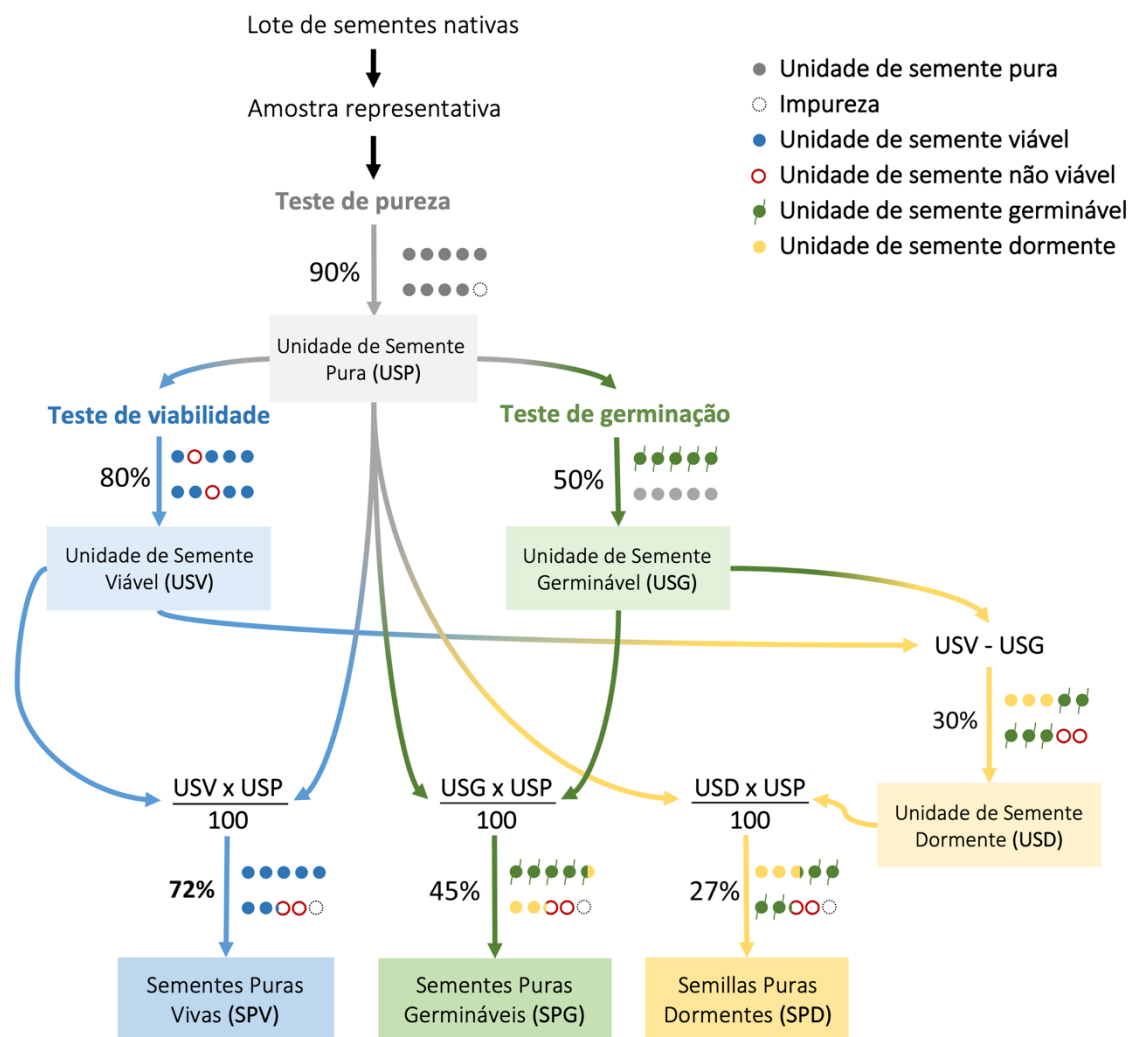 Lote de sementes nativas
Amostra representativa
Teste de pureza
90%
Unidade de semente pura
Impureza
Unidade de semente viável
Unidade de semente não viável
Unidade de semente germinável
Unidade de semente dormente
Unidade de Semente
Pura (USP)
Teste de viabilidade
80%
Unidade de Semente
Viável (USV)
Teste de germinação
50%
Unidade de Semente
Germinável (USG)
USV - USG
30%
Unidade de Semente
Dormente (USD)
USV x USP
100
72%
Sementes Puras
Vivas (SPV)
USG x USP
100
45%
Sementes Puras
Germináveis (SPG)
USD x USP
100
27%
Semillas Puras
Dormentes (SPD)